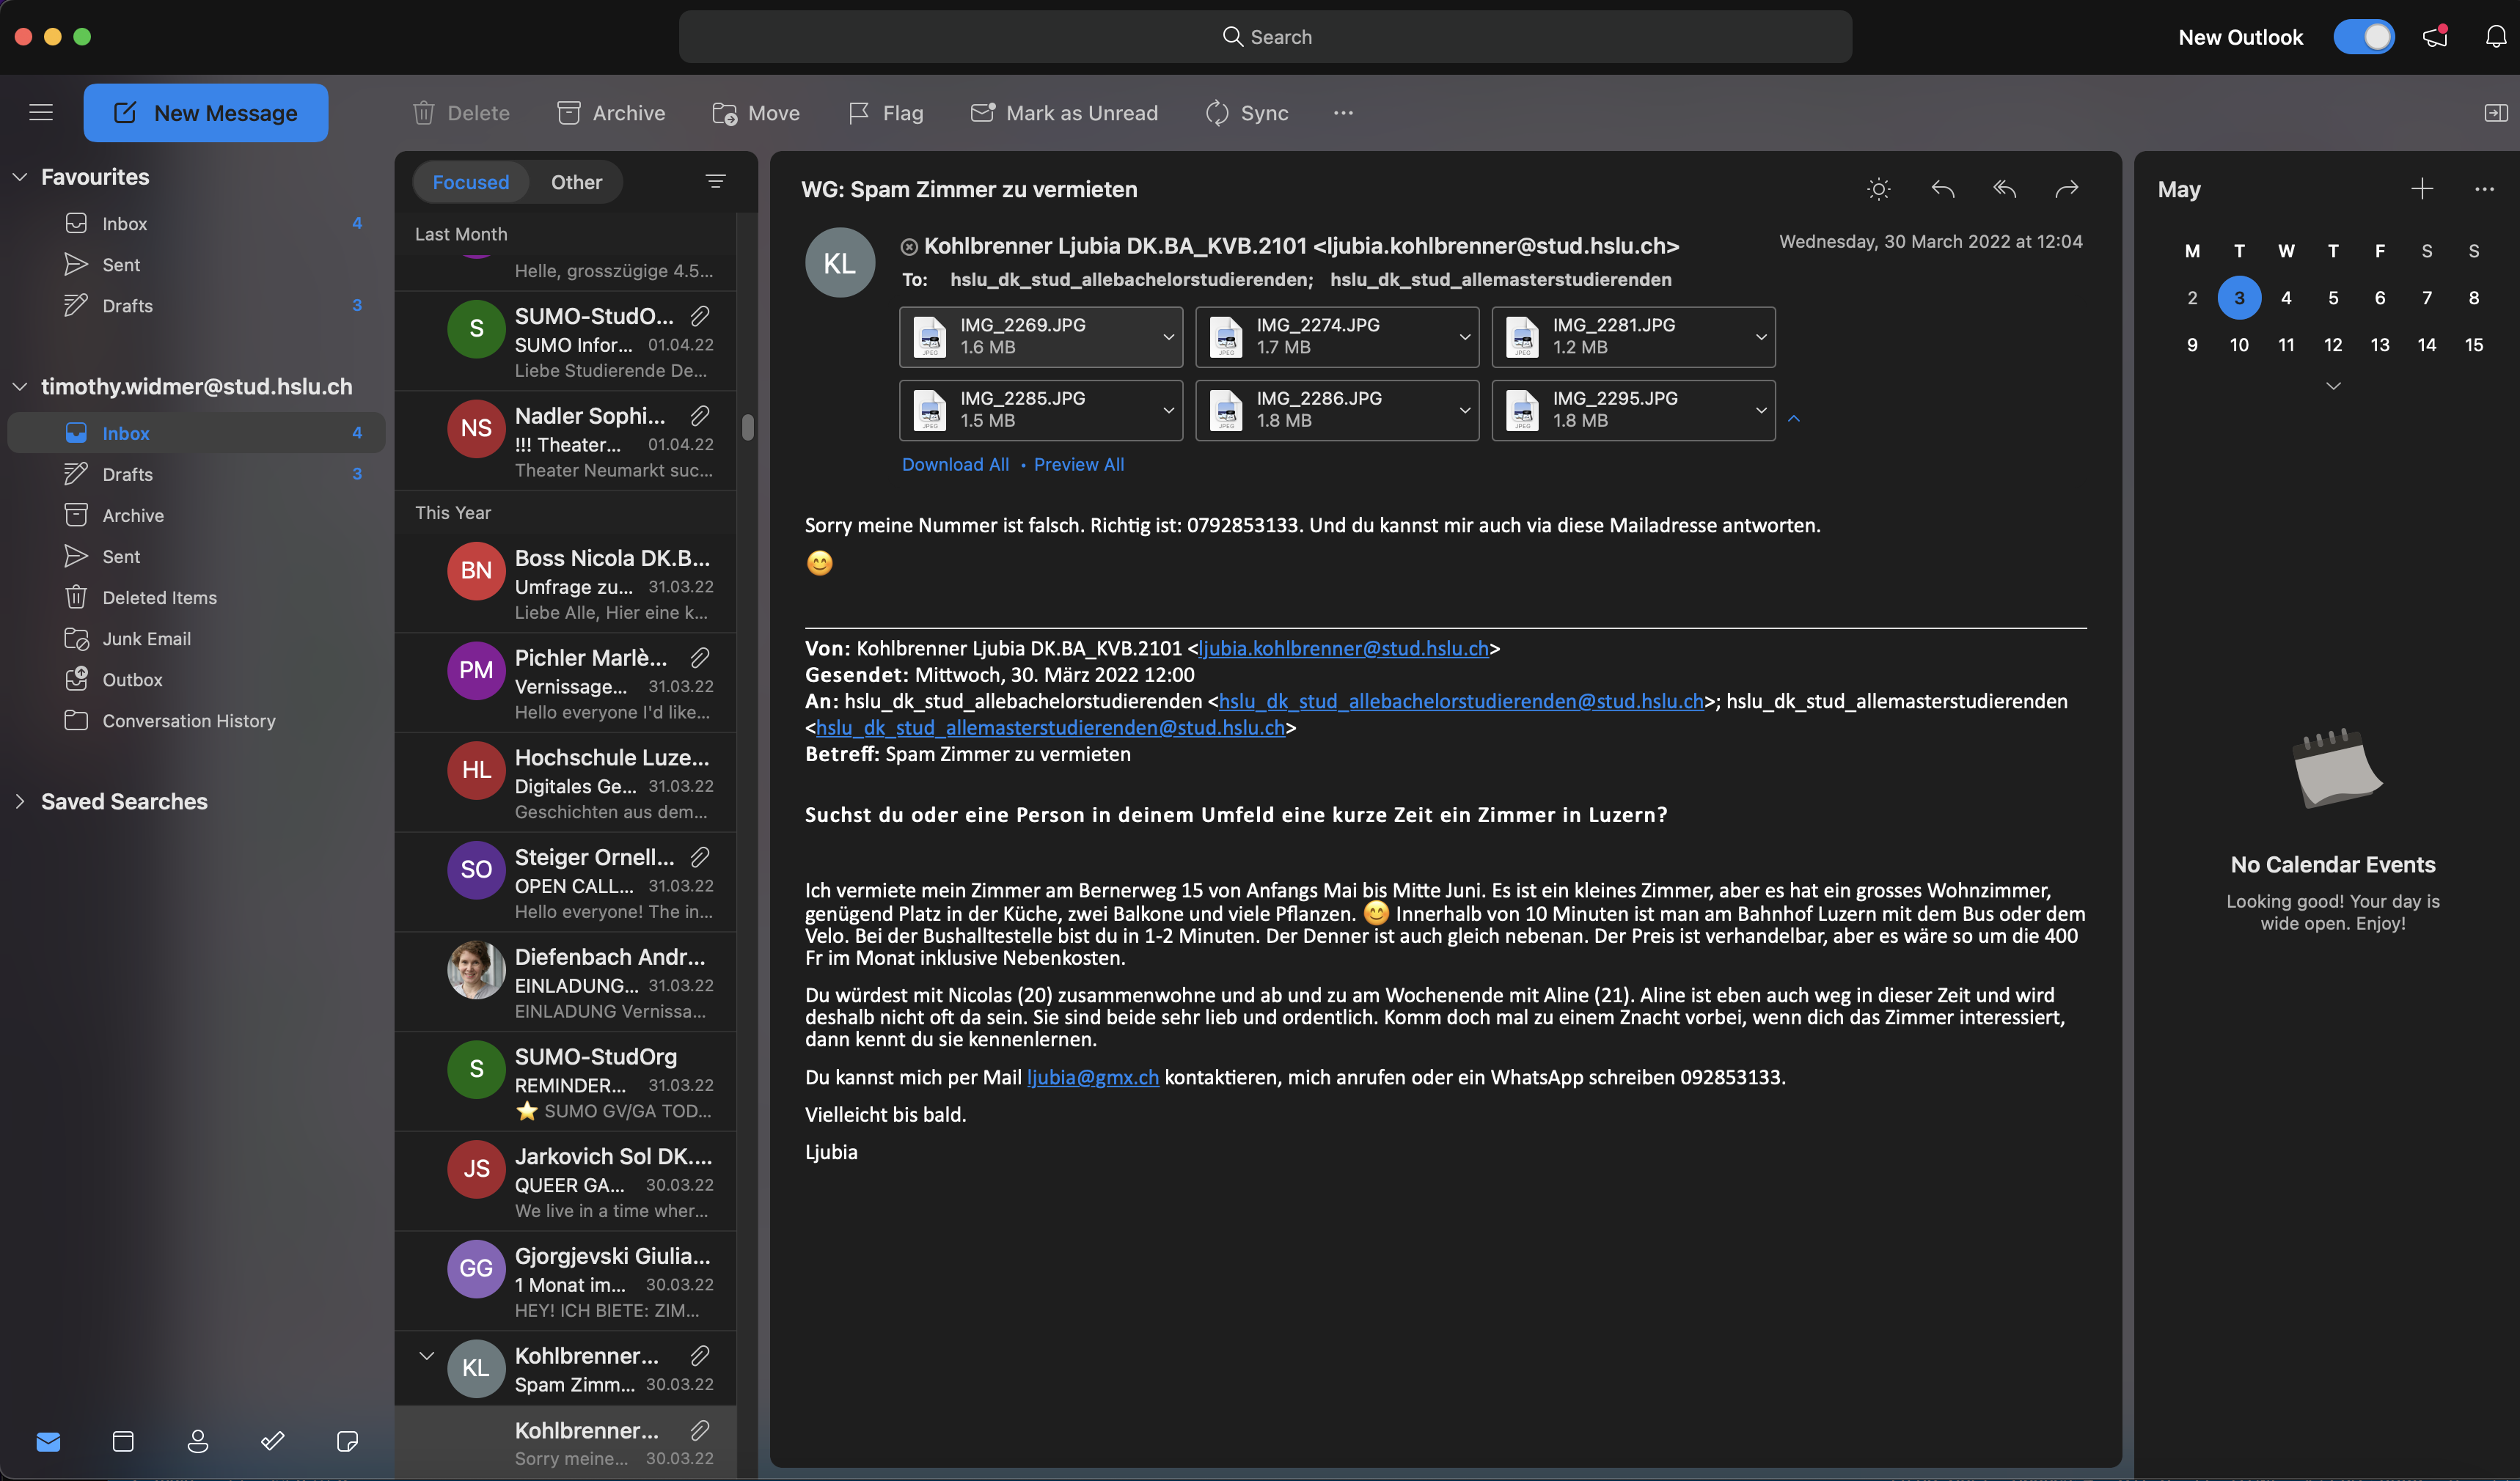 Search
New Outlook
New Message
Delete
Archive
Move
Flag
Mark as Unread
Sync
Favourites
Inbox 4
Sent
Drafts 3
timothy.widmer@stud.hslu.ch
Inbox 4
Drafts 3
Archive
Sent
Deleted Items
Junk Email
Outbox
Conversation History
Saved Searches
Focused Other
Last Month
Helle, grosszügige 4.5...
S
SUMO-StudO...
SUMO Infor... 01.04.22
Liebe Studierende De...
NS
Nadler Sophi...
!!! Theater... 01.04.22
Theater Neumarkt suc...
This Year
BN
Boss Nicola DK.B...
Umfrage zu... 31.03.22
Liebe Alle, Hier eine k...
PM
Pichler Marlè...
Vernissage... 31.03.22
Hello everyone I'd like...
HL
Hochschule Luze...
Digitales Ge... 31.03.22
Geschichten aus dem...
SO
Steiger Ornell...
OPEN CALL... 31.03.22
Hello everyone! The in...
Diefenbach Andr...
EINLADUNG... 31.03.22
EINLADUNG Vernissa...
S
SUMO-StudOrg
REMINDER... 31.03.22
⭐ SUMO GV/GA TOD...
JS
Jarkovich Sol DK....
QUEER GA... 30.03.22
We live in a time wher...
GG
Gjorgjevski Giulia...
1 Monat im... 30.03.22
HEY! ICH BIETE: ZIM...
KL
Kohlbrenner...
Spam Zimm... 30.03.22
Kohlbrenner...
Sorry meine... 30.03.22
WG: Spam Zimmer zu vermieten
KL
Kohlbrenner Ljubia DK.BA_KVB.2101 <ljubia.kohlbrenner@stud.hslu.ch>
Wednesday, 30 March 2022 at 12:04
To: hslu_dk_stud_allebachelorstudierenden; hslu_dk_stud_allemasterstudierenden
JPEG IMG_2269.JPG
1.6 MB
JPEG IMG_2274.JPG
1.7 MB
JPEG IMG_2281.JPG
1.2 MB
JPEG IMG_2285.JPG
1.5 MB
JPEG IMG_2286.JPG
1.8 MB
JPEG IMG_2295.JPG
1.8 MB
Download All • Preview All
Sorry meine Nummer ist falsch. Richtig ist: 0792853133. Und du kannst mir auch via diese Mailadresse antworten.
😊
Von: Kohlbrenner Ljubia DK.BA_KVB.2101 <ljubia.kohlbrenner@stud.hslu.ch>
Gesendet: Mittwoch, 30. März 2022 12:00
An: hslu_dk_stud_allebachelorstudierenden <hslu_dk_stud_allebachelorstudierenden@stud.hslu.ch>; hslu_dk_stud_allemasterstudierenden
<hslu_dk_stud_allemasterstudierenden@stud.hslu.ch>
Betreff: Spam Zimmer zu vermieten
Suchst du oder eine Person in deinem Umfeld eine kurze Zeit ein Zimmer in Luzern?
Ich vermiete mein Zimmer am Bernerweg 15 von Anfangs Mai bis Mitte Juni. Es ist ein kleines Zimmer, aber es hat ein grosses Wohnzimmer,
genügend Platz in der Küche, zwei Balkone und viele Pflanzen. 😊 Innerhalb von 10 Minuten ist man am Bahnhof Luzern mit dem Bus oder dem
Velo. Bei der Bushalltestelle bist du in 1-2 Minuten. Der Denner ist auch gleich nebenan. Der Preis ist verhandelbar, aber es wäre so um die 400
Fr im Monat inklusive Nebenkosten.
Du würdest mit Nicolas (20) zusammenwohne und ab und zu am Wochenende mit Aline (21). Aline ist eben auch weg in dieser Zeit und wird
deshalb nicht oft da sein. Sie sind beide sehr lieb und ordentlich. Komm doch mal zu einem Znacht vorbei, wenn dich das Zimmer interessiert,
dann kennt du sie kennenlernen.
Du kannst mich per Mail ljubia@gmx.ch kontaktieren, mich anrufen oder ein WhatsApp schreiben 092853133.
Vielleicht bis bald.
Ljubia
May
M T W T F S S
2 3 4 5 6 7 8
9 10 11 12 13 14 15
No Calendar Events
Looking good! Your day is
wide open. Enjoy!